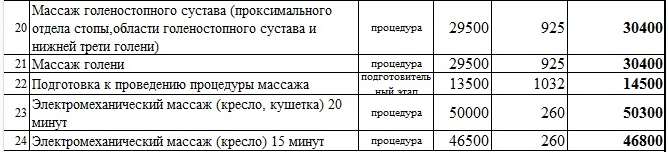 20 Массаж голеностопного сустава (проксимального отдела стопы,области голеностопного сустава и нижней трети голени) процедура 29500 925 30400
21 Массаж голени процедура 29500 925 30400
22 Подготовка к проведению процедуры массажа подготовитель ный этап 13500 1032 14500
23 Электромеханический массаж (кресло, кушетка) 20 минут процедура 50000 260 50300
24 Электромеханический массаж (кресло) 15 минут процедура 46500 260 46800